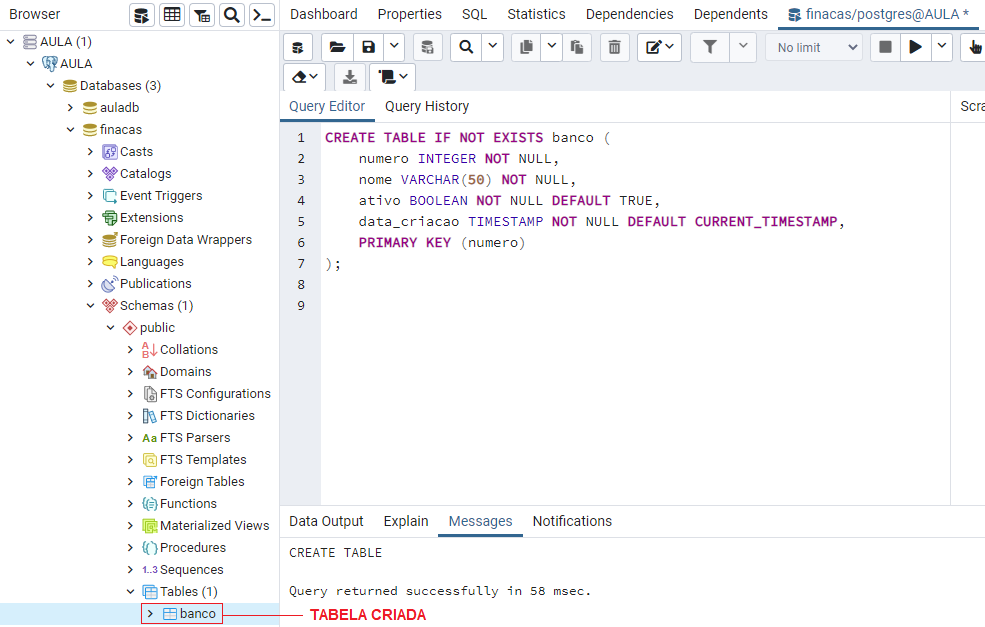 Browser
Dashboard Properties SQL Statistics Dependencies Dependents finacas/postgres@AULA *
AULA (1)
AULA
Databases (3)
auladb
finacas
Casts
Catalogs
Event Triggers
Extensions
Foreign Data Wrappers
Languages
Publications
Schemas (1)
public
Collations
Domains
FTS Configurations
FTS Dictionaries
Aa FTS Parsers
FTS Templates
Foreign Tables
Functions
Materialized Views
Procedures
1..3 Sequences
Tables (1)
banco
TABELA CRIADA
No limit
Query Editor Query History
Scra
1 CREATE TABLE IF NOT EXISTS banco (
2 numero INTEGER NOT NULL,
3 nome VARCHAR(50) NOT NULL,
4 ativo BOOLEAN NOT NULL DEFAULT TRUE,
5 data_criacao TIMESTAMP NOT NULL DEFAULT CURRENT_TIMESTAMP,
6 PRIMARY KEY (numero)
7 );
8
9
Data Output Explain Messages Notifications
CREATE TABLE
Query returned successfully in 58 msec.